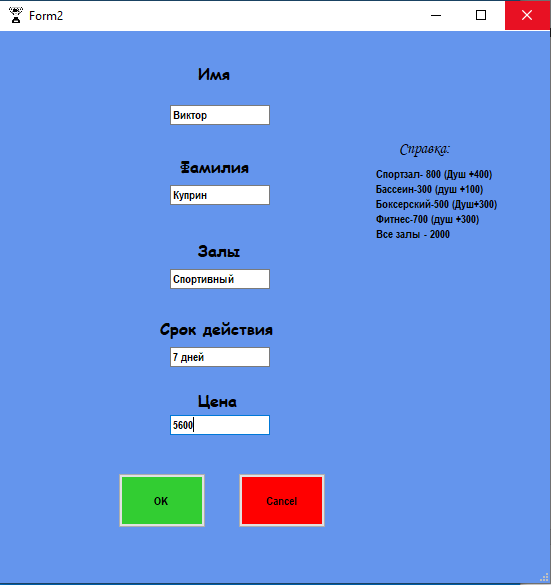 Form2
Имя
Виктор
Фамилия
Куприн
Залы
Спортивный
Срок действия
7 дней
Цена
5600
OK
Cancel
Справка:
Спортзал- 800 (Душ +400)
Бассеин-300 (душ +100)
Боксерский-500 (Душ+300)
Фитнес-700 (душ +300)
Все залы - 2000